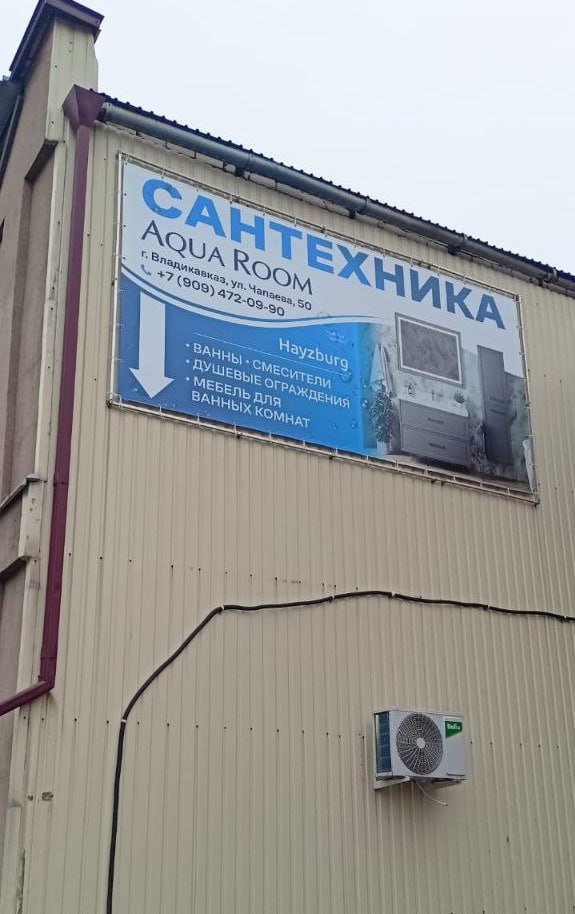 САНТЕХНИКА
AQUA ROOM
г. Владикавказ, ул. Чапаева, 50
+7 (909) 472-09-90
Hayzburg
• ВАННЫ • СМЕСИТЕЛИ
• ДУШЕВЫЕ ОГРАЖДЕНИЯ
• МЕБЕЛЬ ДЛЯ
ВАННЫХ КОМНАТ